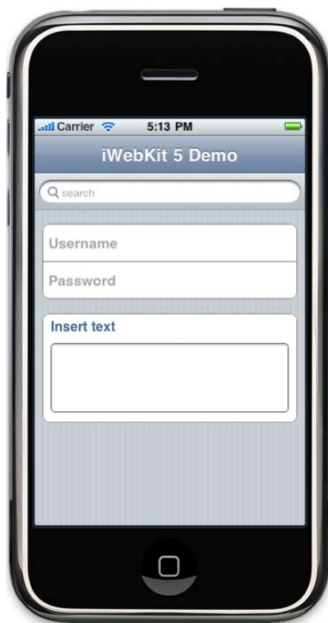 Carrier 5:13 PM
iWebKit 5 Demo
search
Username
Password
Insert text